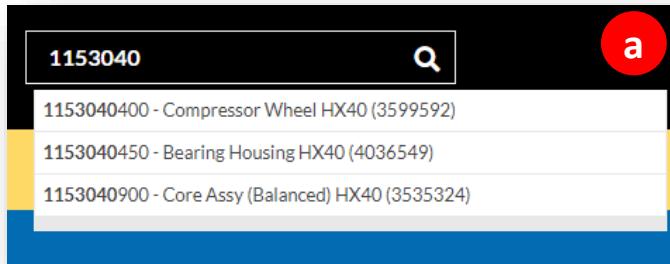 1153040
a
1153040400 - Compressor Wheel HX40 (3599592)
1153040450 - Bearing Housing HX40 (4036549)
1153040900 - Core Assy (Balanced) HX40 (3535324)